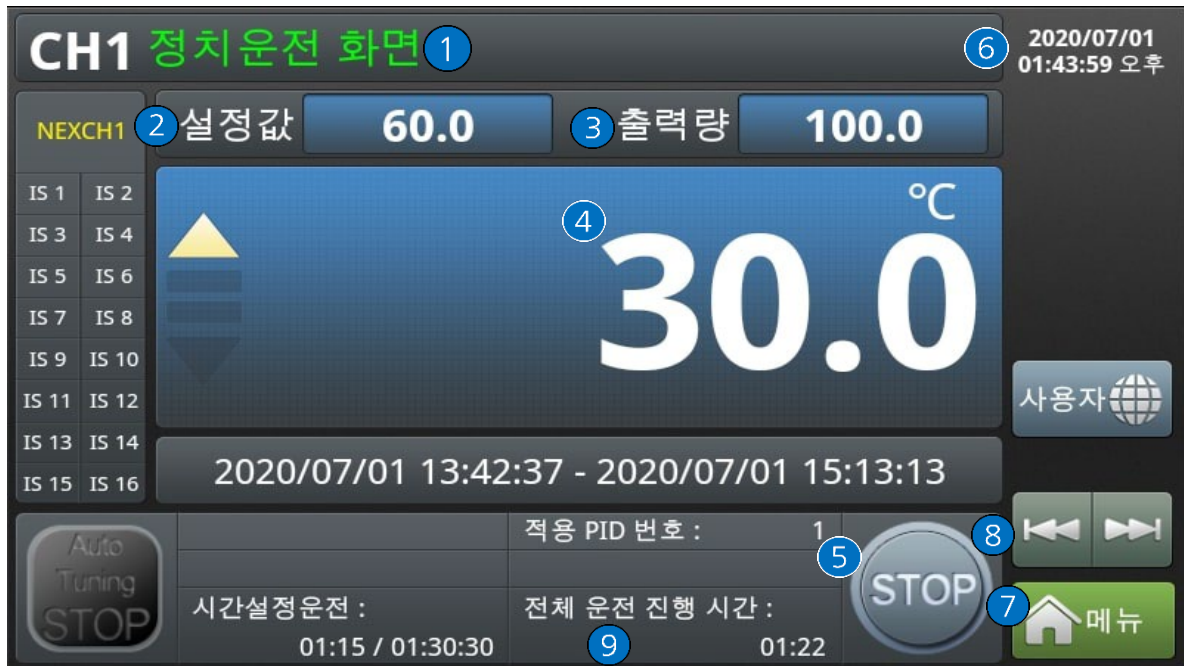 CH1 정치운전 화면 1
6 2020/07/01
01:43:59 오후
NEXCH1
2 설정값 60.0 3 출력량 100.0
IS 1 IS 2
IS 3 IS 4
IS 5 IS 6
IS 7 IS 8
IS 9 IS 10
IS 11 IS 12
IS 13 IS 14
IS 15 IS 16
℃
4 30.0
사용자
2020/07/01 13:42:37 - 2020/07/01 15:13:13
Auto
Tuning
STOP
적용 PID 번호 : 1
시간설정운전 :
01:15 / 01:30:30
전체 운전 진행 시간 :
9 01:22
5 STOP
8
7 메뉴